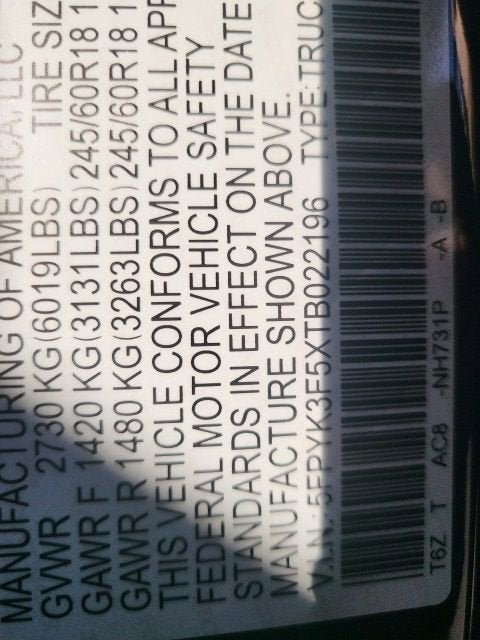 MANUFACTURING OF AMERICA, LLC
GVWR 2730 KG(6019LBS) TIRE SIZ
GAWR F 1420 KG(3131LBS)245/60R18 1
GAWR R 1480 KG(3263LBS)245/60R18 1
THIS VEHICLE CONFORMS TO ALL APP
FEDERAL MOTOR VEHICLE SAFETY
STANDARDS IN EFFECT ON THE DATE
MANUFACTURE SHOWN ABOVE.
V.I.N.: 5FPYK3F5XTB022196 TYPE:TRUC
T6Z T AC8 -NH731P -A -B